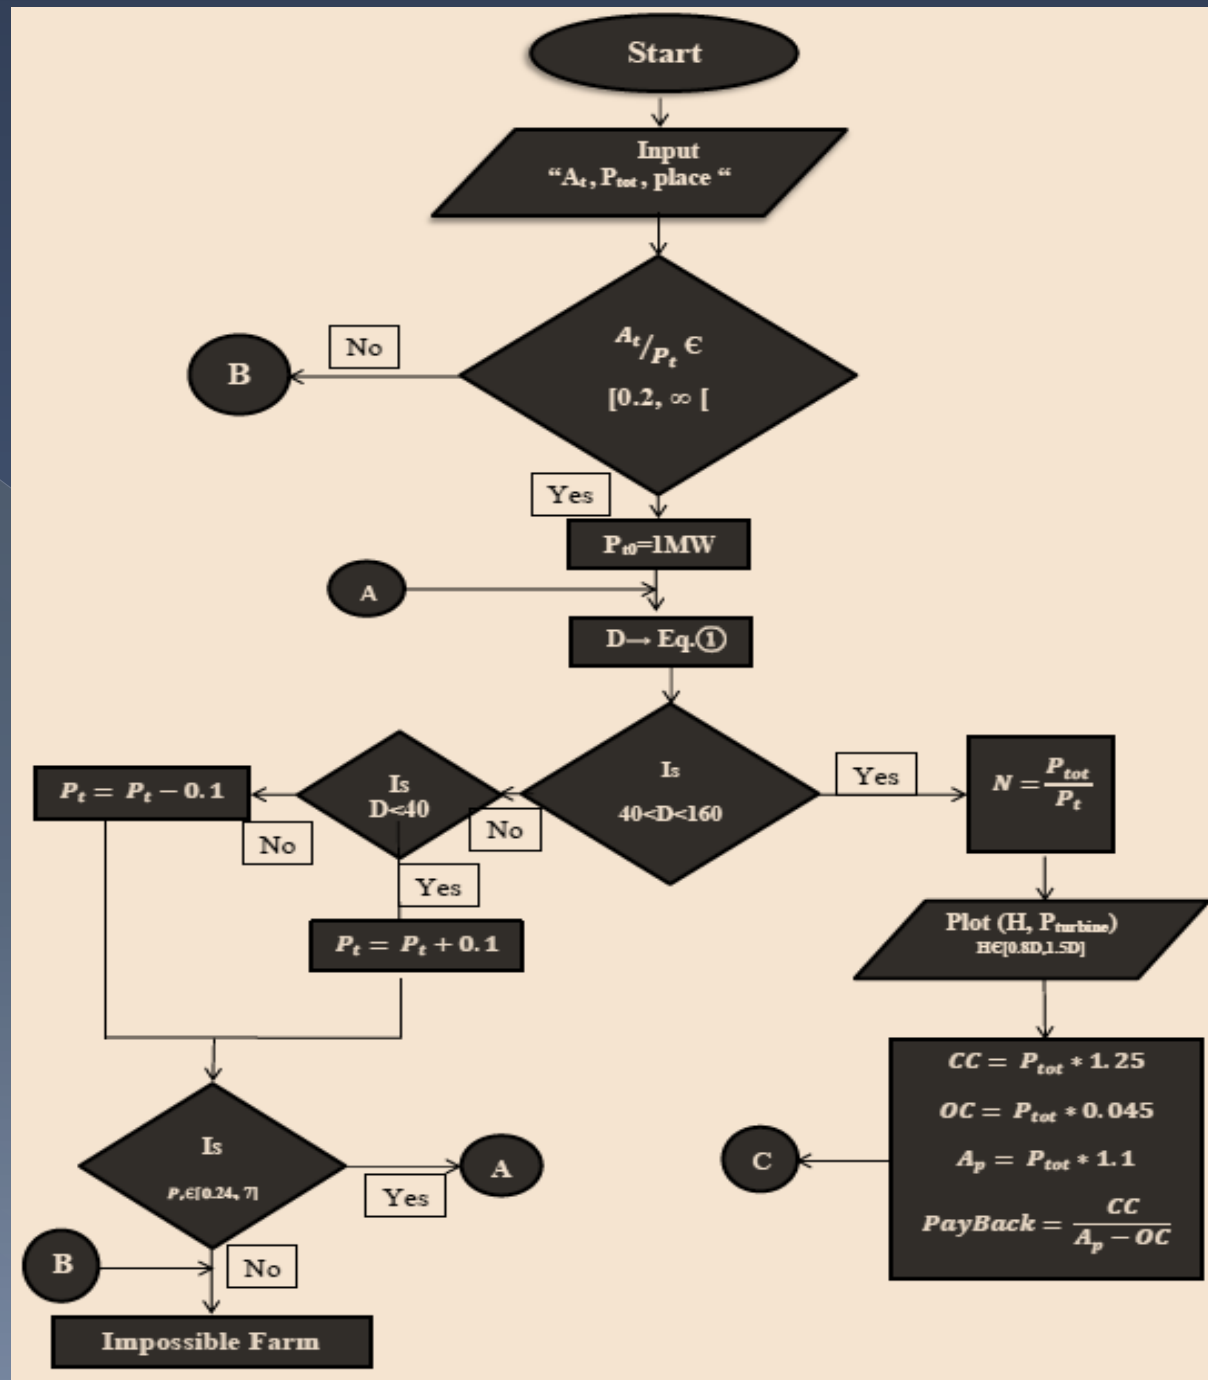 Start
Input
“At , Ptot , place “
At/Pt Є
[0.2, ∞ [
No
B
Yes
Pt0=1MW
A
D→ Eq.①
Is
40<D<160
Yes
N = Ptot / Pt
No
Is
D<40
No
Pt = Pt − 0.1
Yes
Pt = Pt + 0.1
Plot (H, Pturbine)
HЄ[0.8D,1.5D]
CC = Ptot * 1.25
OC = Ptot * 0.045
Ap = Ptot * 1.1
PayBack = CC / Ap − OC
C
Is
PtЄ[0.24, 7]
Yes
A
No
B
Impossible Farm